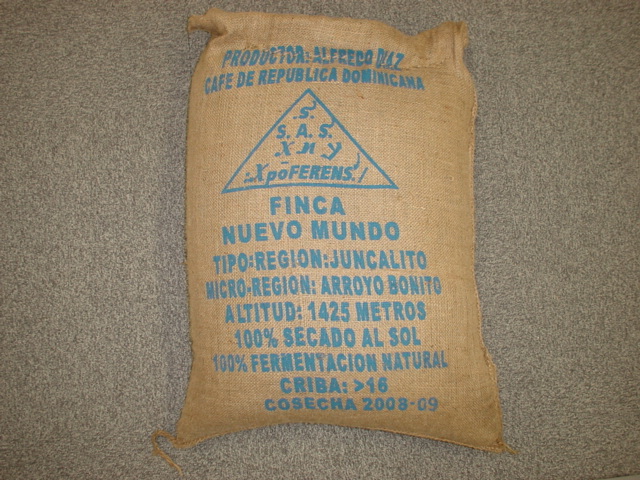 PRODUCTOR: ALFREDO DIAZ
CAFE DE REPUBLICA DOMINICANA
.S.
S. A. S.
X M Y
:XpoFERENS./
FINCA
NUEVO MUNDO
TIPO-REGION: JUNCALITO
MICRO-REGION: ARROYO BONITO
ALTITUD: 1425 METROS
100% SECADO AL SOL
100% FERMENTACION NATURAL
CRIBA: >16
COSECHA 2008-09